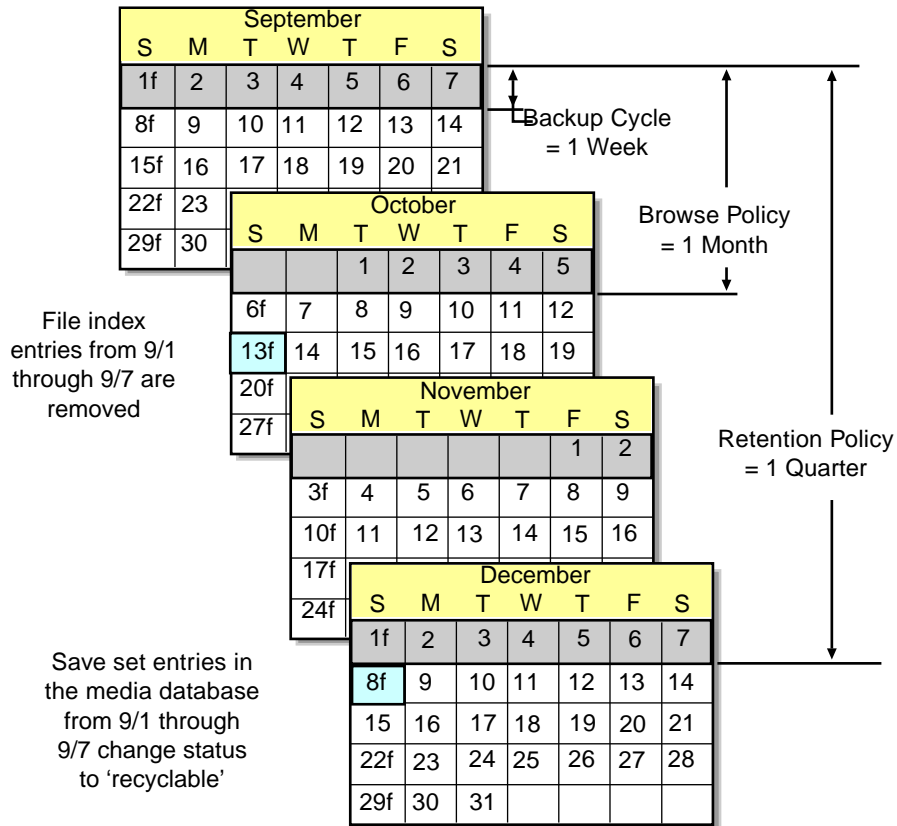 September
S M T W T F S
1f 2 3 4 5 6 7
8f 9 10 11 12 13 14
15f 16 17 18 19 20 21
22f 23
29f 30
October
S M T W T F S
1 2 3 4 5
6f 7 8 9 10 11 12
13f 14 15 16 17 18 19
20f
27f
November
S M T W T F S
1 2
3f 4 5 6 7 8 9
10f 11 12 13 14 15 16
17f
24f
December
S M T W T F S
1f 2 3 4 5 6 7
8f 9 10 11 12 13 14
15 16 17 18 19 20 21
22f 23 24 25 26 27 28
29f 30 31
Backup Cycle
= 1 Week
Browse Policy
= 1 Month
Retention Policy
= 1 Quarter
File index
entries from 9/1
through 9/7 are
removed
Save set entries in
the media database
from 9/1 through
9/7 change status
to ‘recyclable’